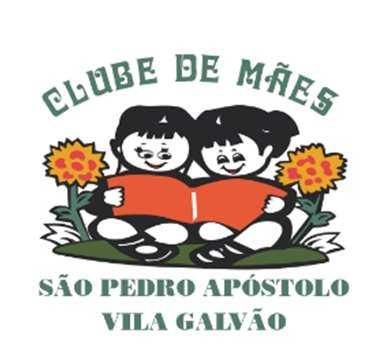 CLUBE DE MÃES
SÃO PEDRO APÓSTOLO
VILA GALVÃO